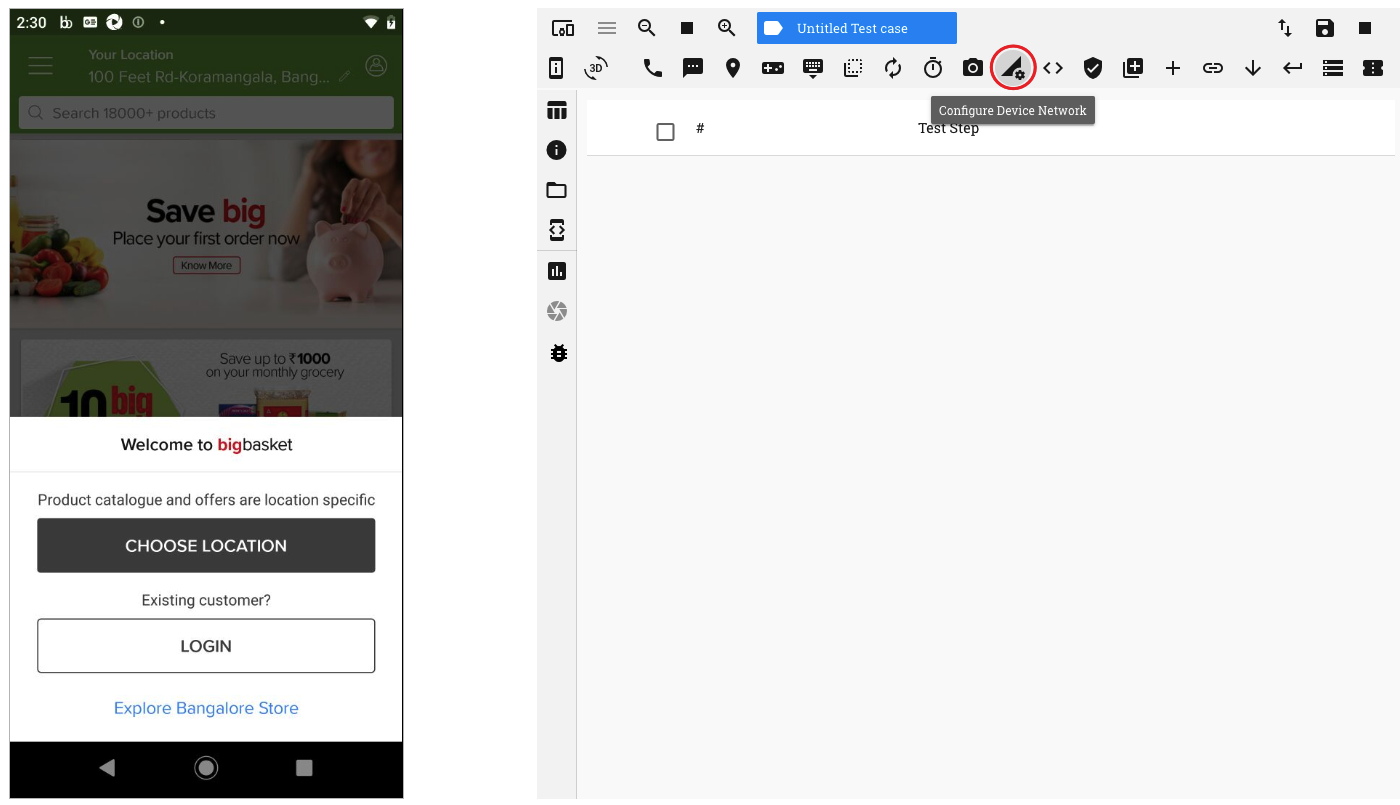 2:30
Your Location
100 Feet Rd-Koramangala, Bang...
Search 18000+ products
Save big
Place your first order now
Know More
Save up to ₹1000
on your monthly grocery
10 big
Welcome to bigbasket
Product catalogue and offers are location specific
CHOOSE LOCATION
Existing customer?
LOGIN
Explore Bangalore Store
Untitled Test case
3D
Configure Device Network
#
Test Step